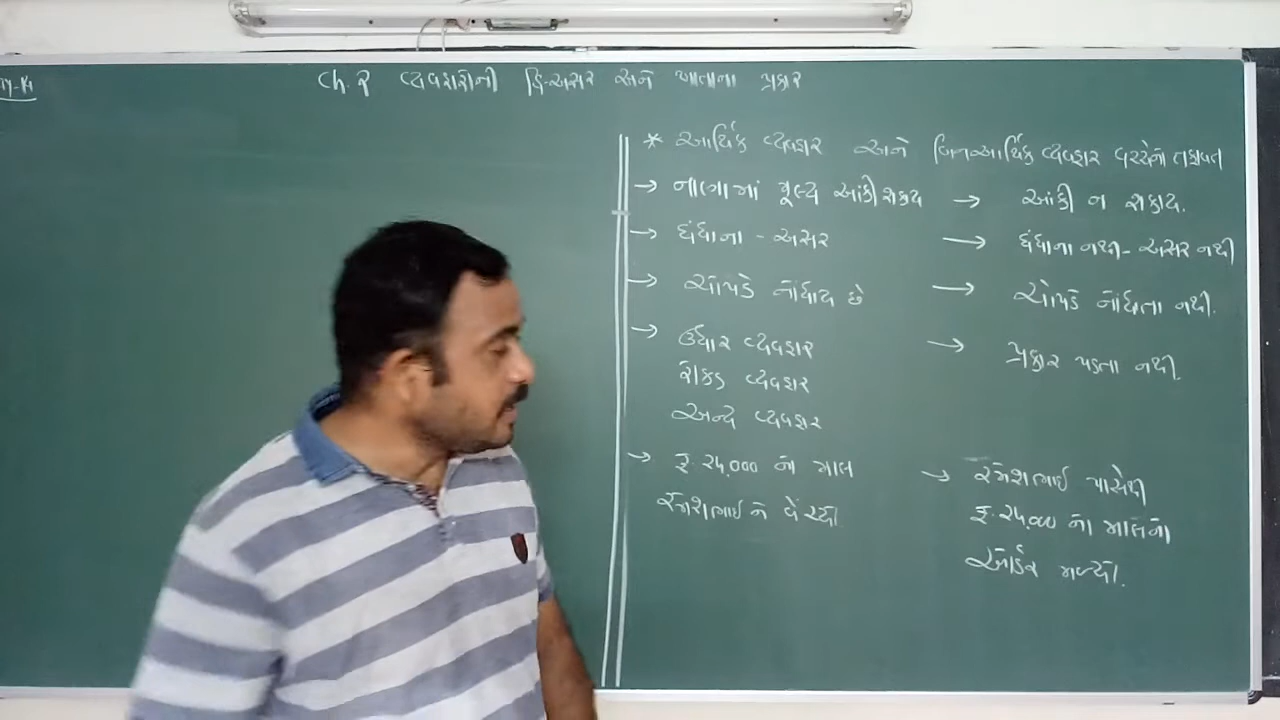 Ch. ૨ વ્યવહારોની દ્વિ-અસર અને ખાતાના પ્રકાર
* આર્થિક વ્યવહાર અને બિનઆર્થિક વ્યવહાર વચ્ચેનો તફાવત
→ નાણામાં મૂલ્ય આંકી શકાય → આંકી ન શકાય.
→ ધંધાના - અસર → ધંધાના નથી - અસર નથી
→ ચોપડે નોંધાય છે → ચોપડે નોંધાતા નથી.
→ ઉધાર વ્યવહાર → પ્રકાર પડતા નથી.
રોકડ વ્યવહાર
અન્ય વ્યવહાર
→ રૂ. ૨૫,૦૦૦ નો માલ
રમેશભાઈને વેચ્યો
→ રમેશભાઈ પાસેથી
રૂ. ૨૫,૦૦૦ ના માલનો
ઓર્ડર મળ્યો.